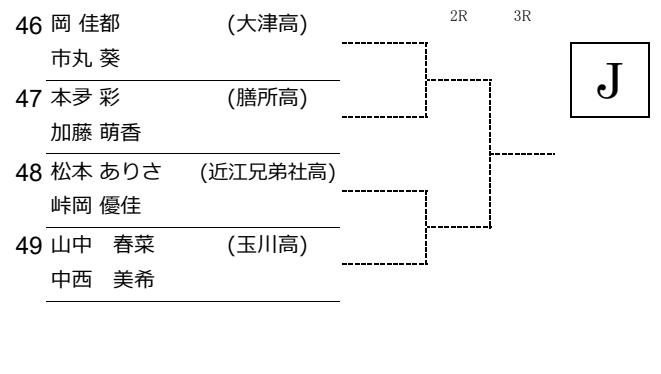 2R 3R
46 岡 佳都 (大津高)
市丸 葵
J
47 本夛 彩 (膳所高)
加藤 萌香
48 松本 ありさ (近江兄弟社高)
峠岡 優佳
49 山中　春菜 (玉川高)
中西　美希